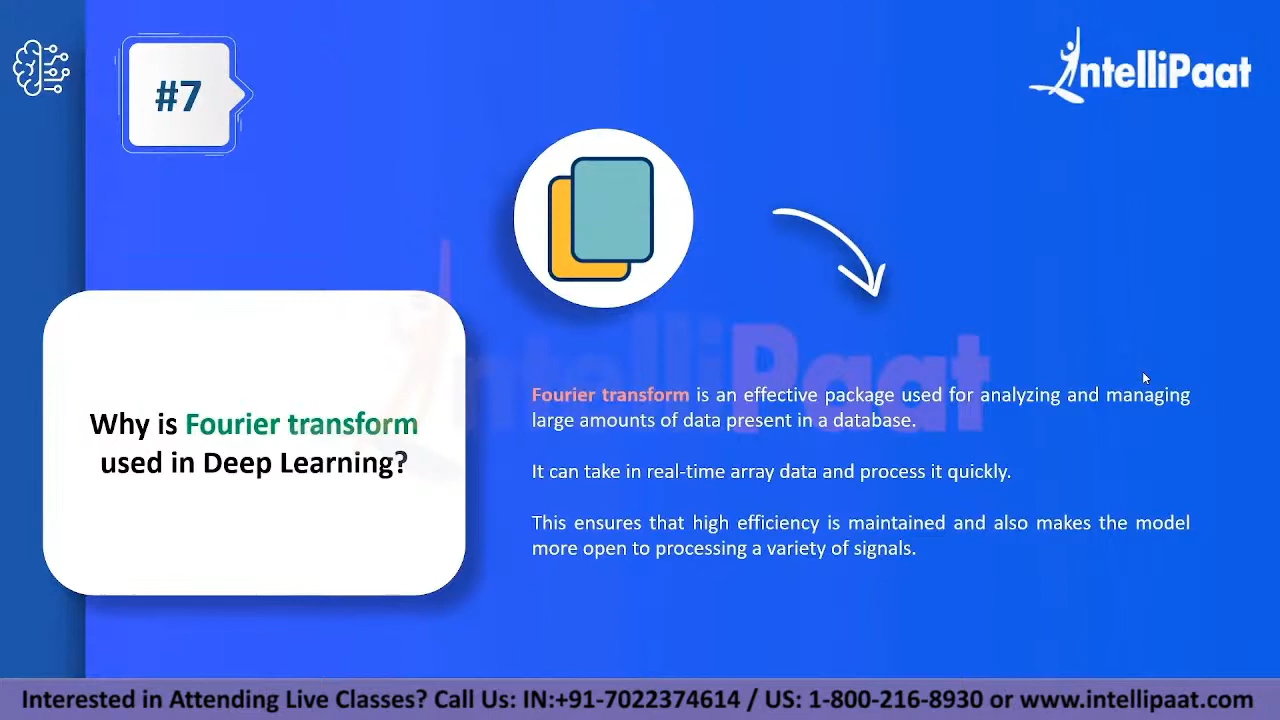 #7
IntelliPaat
Why is Fourier transform
used in Deep Learning?
IntelliPaat
Fourier transform is an effective package used for analyzing and managing
large amounts of data present in a database.
It can take in real-time array data and process it quickly.
This ensures that high efficiency is maintained and also makes the model
more open to processing a variety of signals.
Interested in Attending Live Classes? Call Us: IN:+91-7022374614 / US: 1-800-216-8930 or www.intellipaat.com